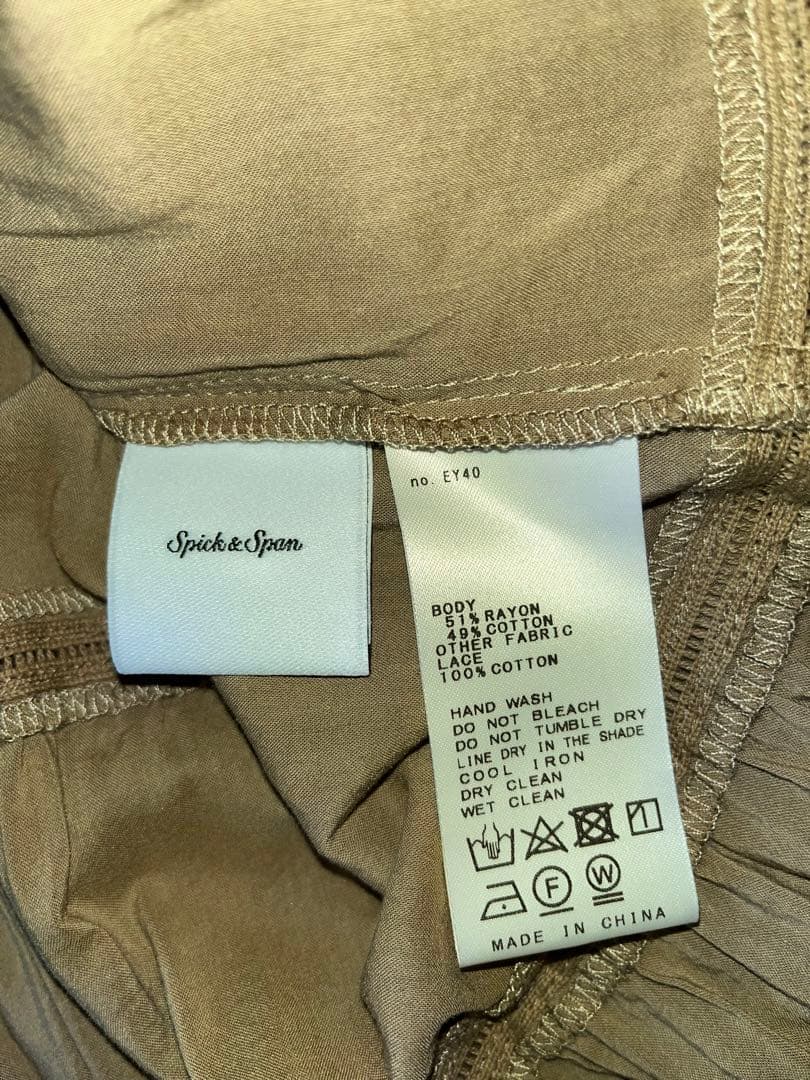 Spick & Span
no. EY40
BODY
51% RAYON
49% COTTON
OTHER FABRIC
LACE
100% COTTON
HAND WASH
DO NOT BLEACH
DO NOT TUMBLE DRY
LINE DRY IN THE SHADE
COOL IRON
DRY CLEAN
WET CLEAN
F W
MADE IN CHINA